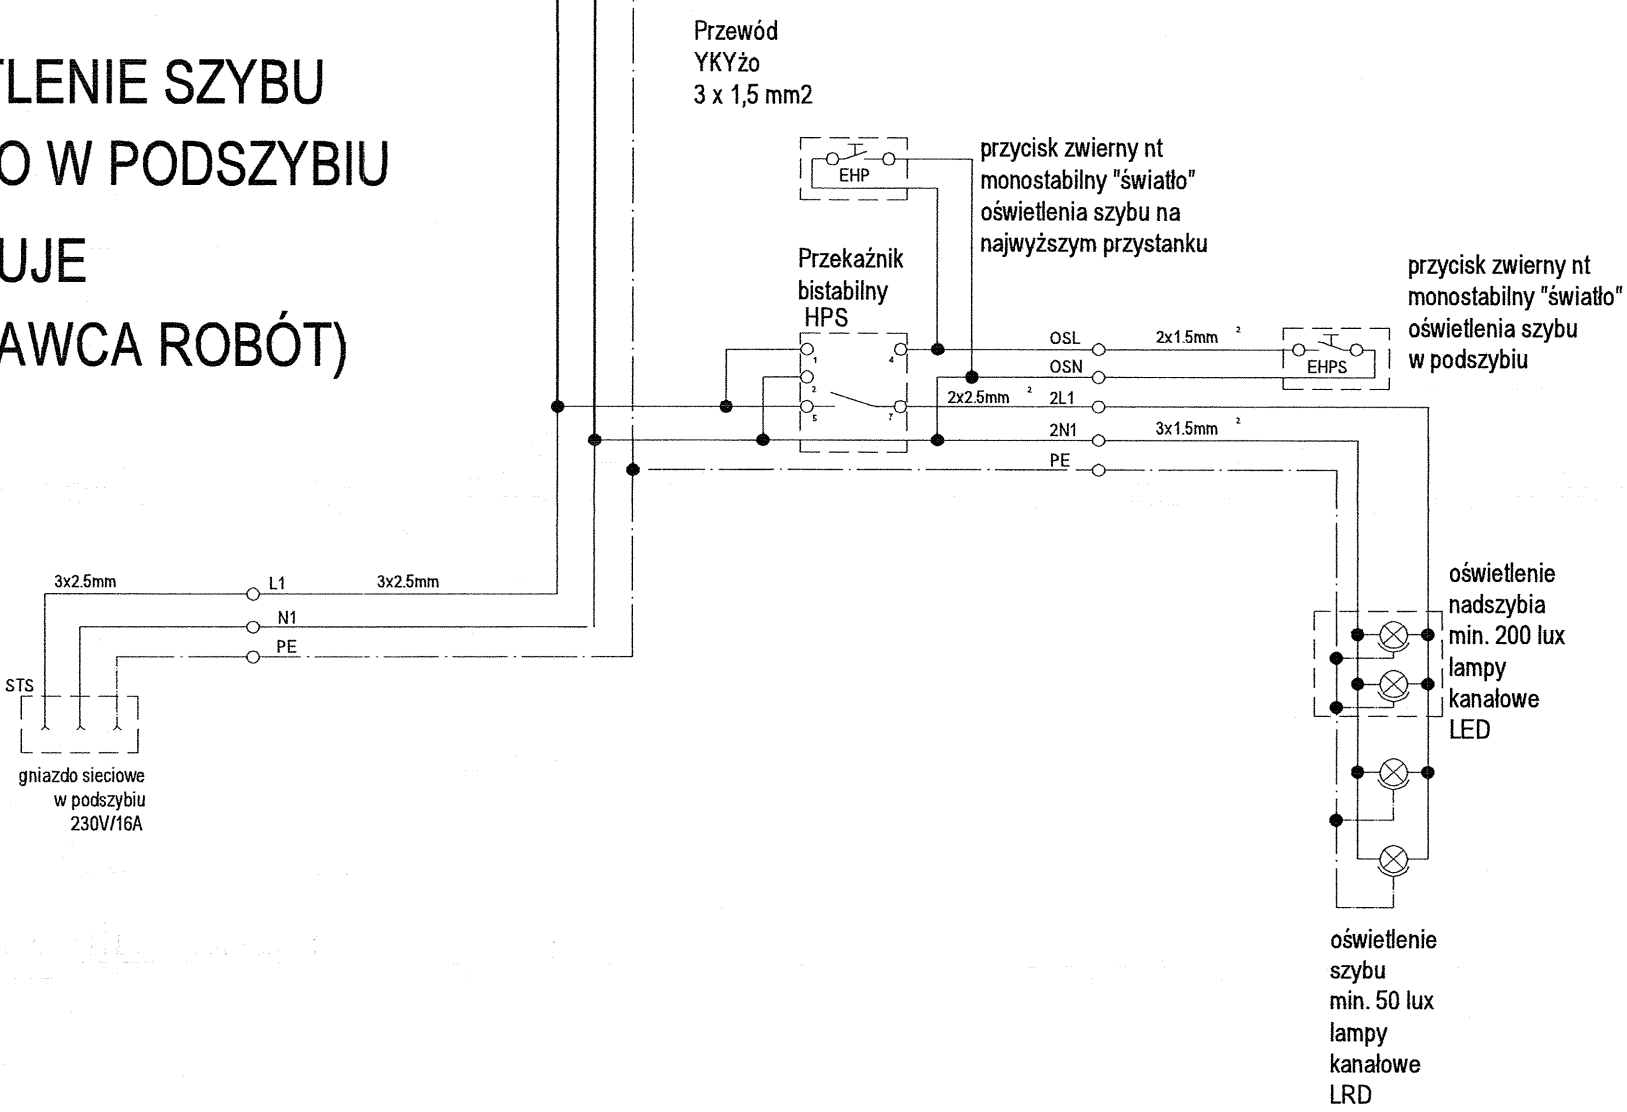 TLENIE SZYBU
O W PODSZYBIU
UJE
AWCA ROBÓT)
Przewód
YKYżo
3 x 1,5 mm2
EHP
przycisk zwierny nt
monostabilny "światło"
oświetlenia szybu na
najwyższym przystanku
Przekaźnik
bistabilny
HPS
1
4
2
5
7
OSL
2x1.5mm ²
OSN
2x2.5mm ²
2L1
2N1
3x1.5mm ²
PE
EHPS
przycisk zwierny nt
monostabilny "światło"
oświetlenia szybu
w podszybiu
3x2.5mm
L1
3x2.5mm
N1
PE
STS
gniazdo sieciowe
w podszybiu
230V/16A
oświetlenie
nadszybia
min. 200 lux
lampy
kanałowe
LED
oświetlenie
szybu
min. 50 lux
lampy
kanałowe
LRD